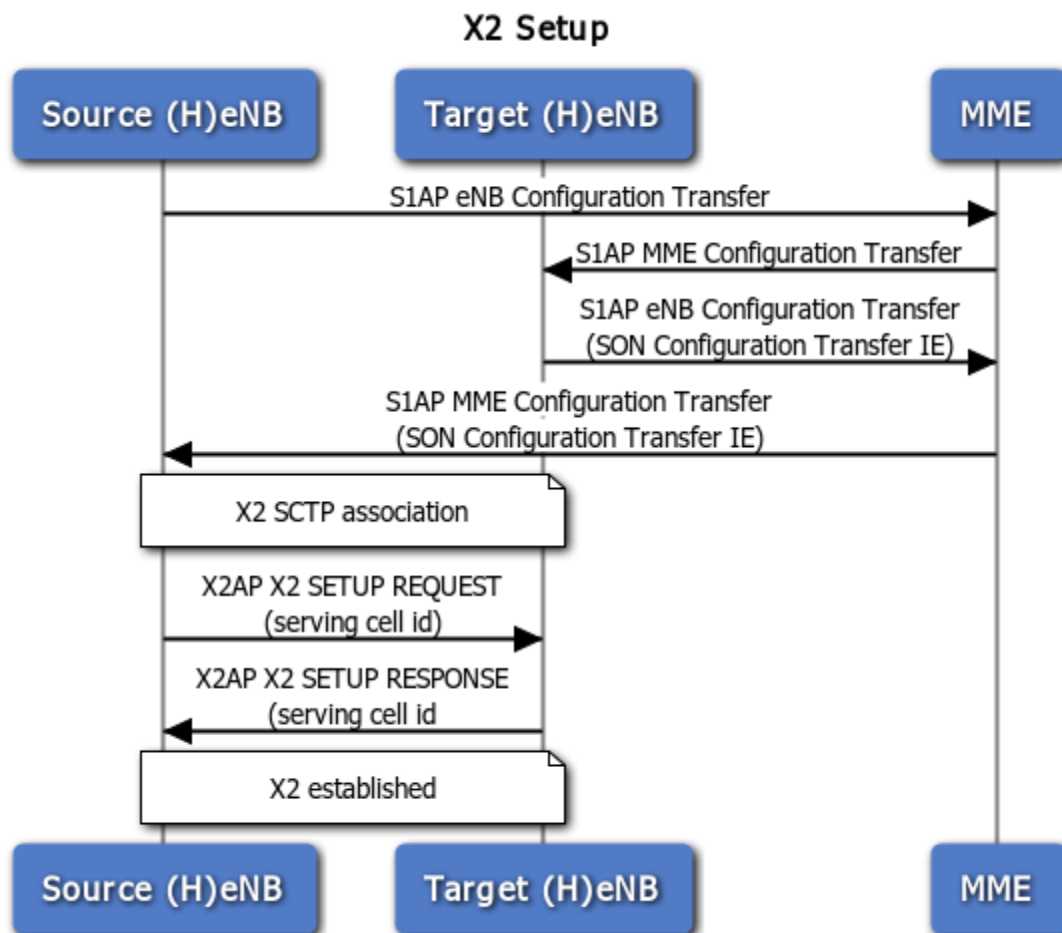 X2 Setup
Source (H)eNB
Target (H)eNB
MME
S1AP eNB Configuration Transfer
S1AP MME Configuration Transfer
S1AP eNB Configuration Transfer
(SON Configuration Transfer IE)
S1AP MME Configuration Transfer
(SON Configuration Transfer IE)
X2 SCTP association
X2AP X2 SETUP REQUEST
(serving cell id)
X2AP X2 SETUP RESPONSE
(serving cell id
X2 established
Source (H)eNB
Target (H)eNB
MME